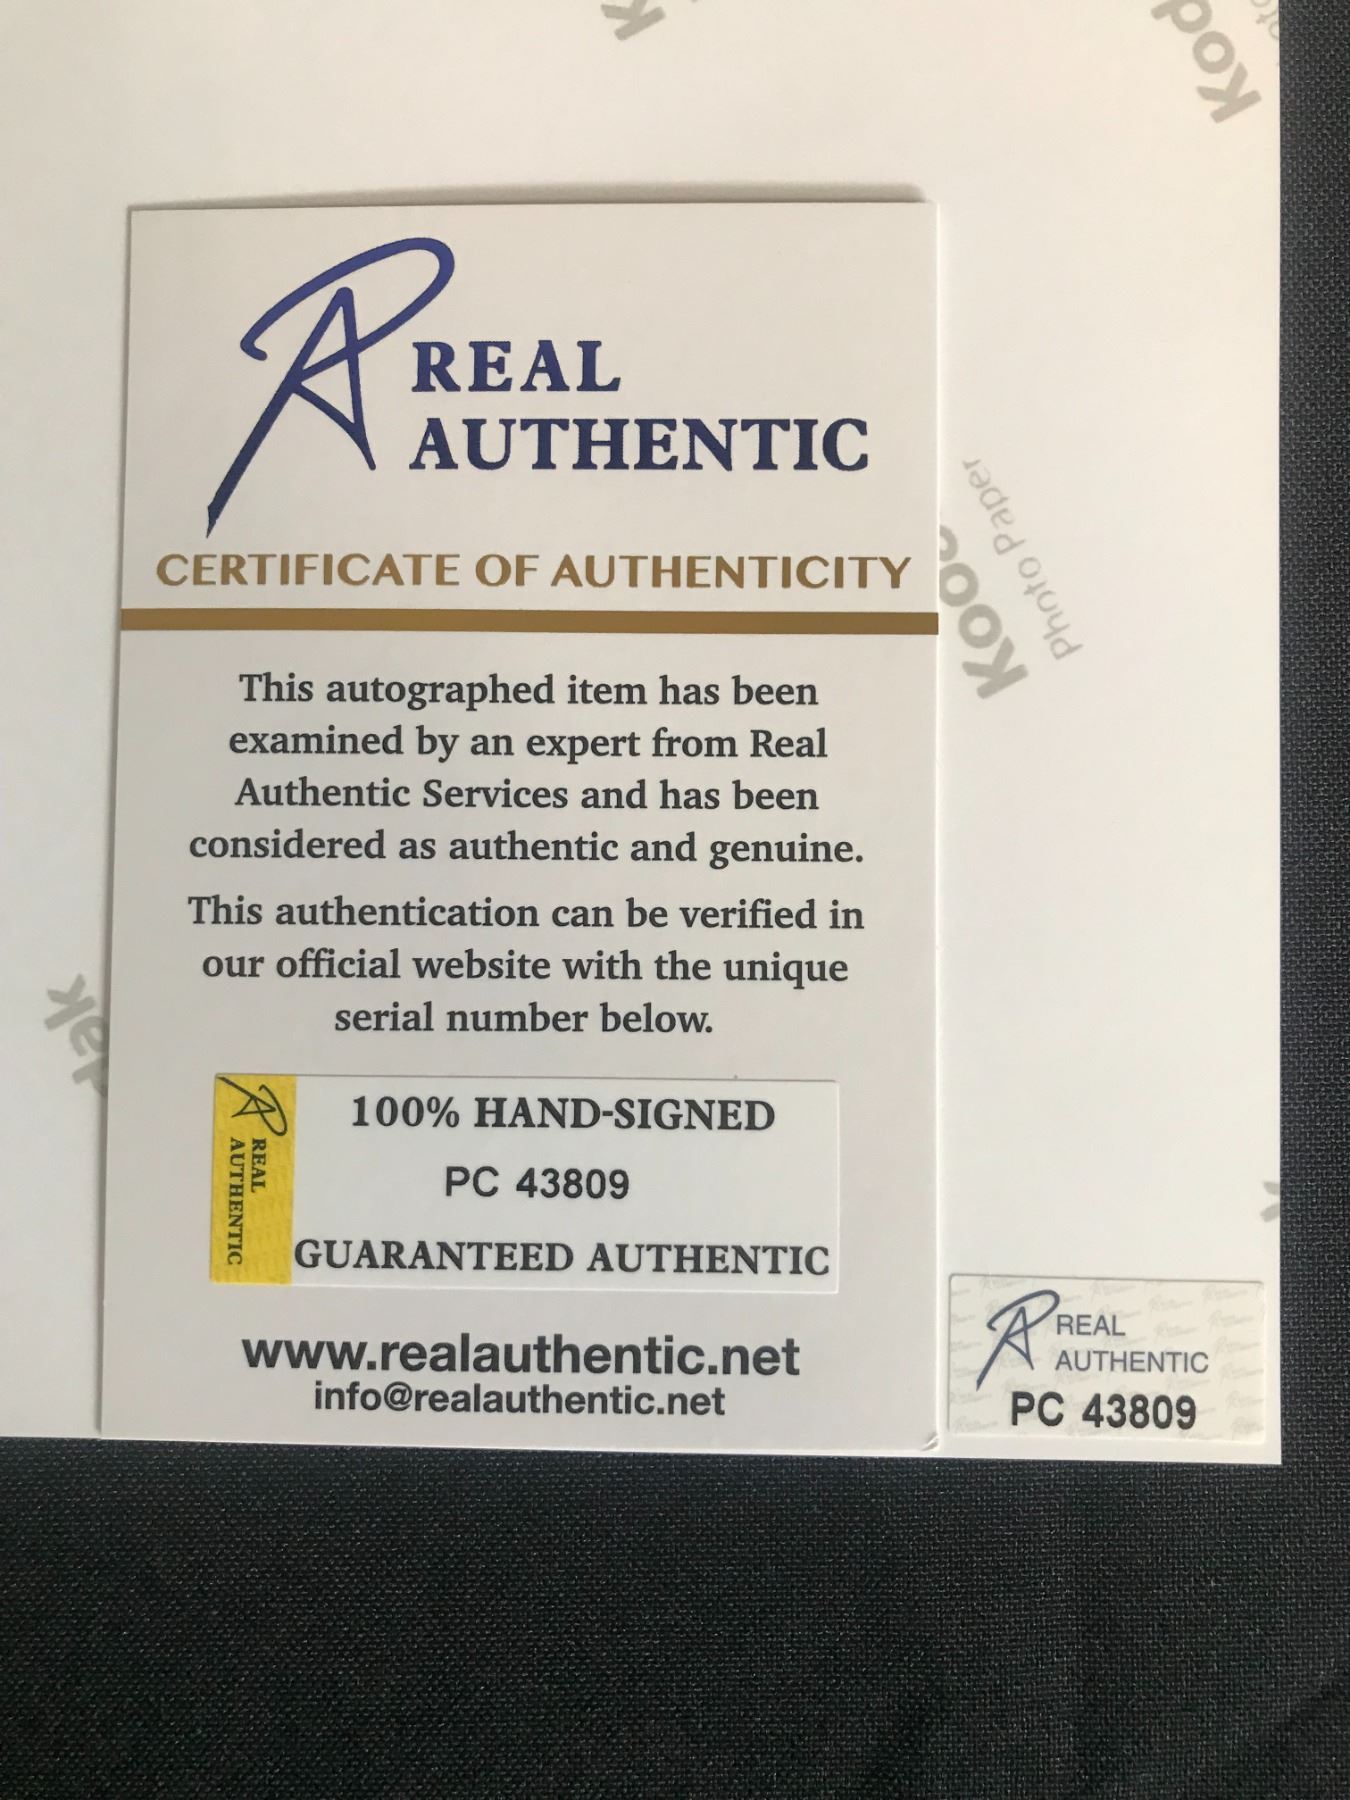 REAL
AUTHENTIC
CERTIFICATE OF AUTHENTICITY
This autographed item has been
examined by an expert from Real
Authentic Services and has been
considered as authentic and genuine.
This authentication can be verified in
our official website with the unique
serial number below.
REAL
AUTHENTIC
100% HAND-SIGNED
PC 43809
GUARANTEED AUTHENTIC
www.realauthentic.net
info@realauthentic.net
REAL
AUTHENTIC
PC 43809
Photo Paper